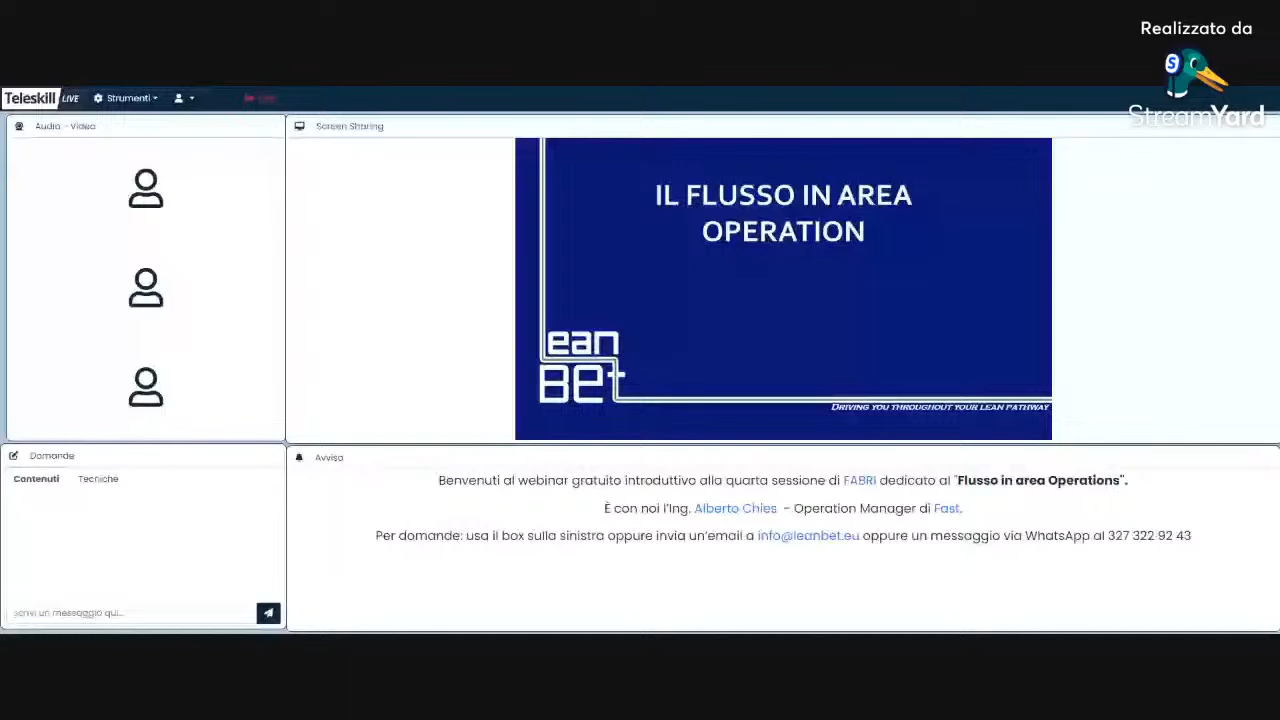 Realizzato da
StreamYard
Teleskill LIVE Strumenti
Audio - Video
Screen Sharing
IL FLUSSO IN AREA
OPERATION
lean
BEt
DRIVING YOU THROUGHOUT YOUR LEAN PATHWAY
Domande
Contenuti Tecniche
Scrivi un messaggio qui...
Avviso
Benvenuti al webinar gratuito introduttivo alla quarta sessione di FABRI dedicato al "Flusso in area Operations".
È con noi l'Ing. Alberto Chies - Operation Manager di Fast.
Per domande: usa il box sulla sinistra oppure invia un'email a info@leanbet.eu oppure un messaggio via WhatsApp al 327 322 92 43